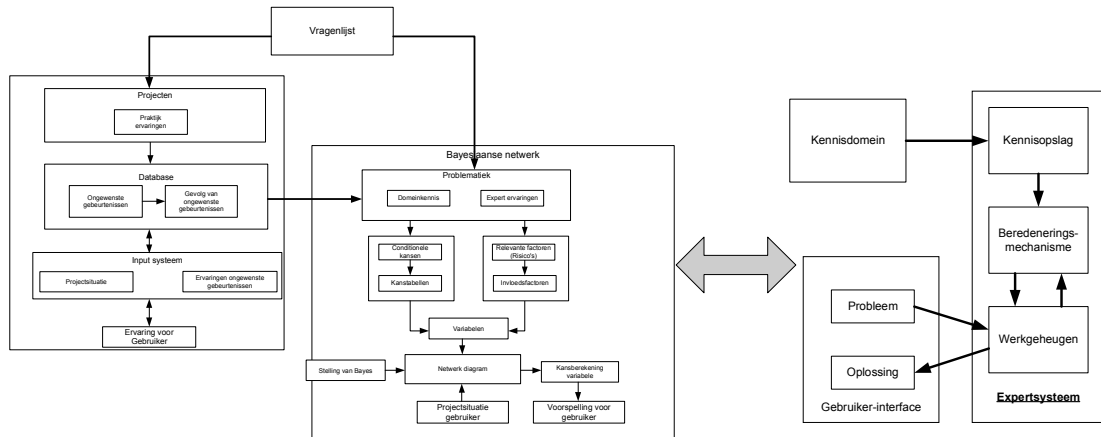 Vragenlijst
Projecten
Praktijk
ervaringen
Database
Ongewenste
gebeurtenissen
Gevolg van
ongewenste
gebeurtenissen
Input systeem
Projectsituatie
Ervaringen ongewenste
gebeurtenissen
Ervaring voor
Gebruiker
Bayesiaanse netwerk
Problematiek
Domeinkennis
Expert ervaringen
Conditionele
kansen
Kanstabellen
Relevante factoren
(Risico's)
Invloedsfactoren
Variabelen
Stelling van Bayes
Netwerk diagram
Kansberekening
variabele
Projectsituatie
gebruiker
Voorspelling voor
gebruiker
Kennisdomein
Kennisopslag
Beredenerings-
mechanisme
Werkgeheugen
Probleem
Oplossing
Gebruiker-interface
Expertsysteem